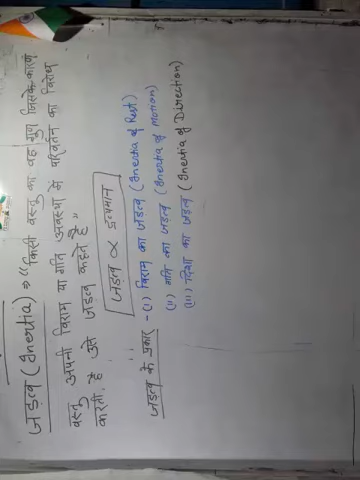 जड़त्व (Inertia) ⇒ “किसी वस्तु का वह गुण जिसके कारण
वस्तु अपनी विराम या गति अवस्था में परिवर्तन का विरोध
करती है उसे जड़त्व कहते है”
∴ जड़त्व ∝ द्रव्यमान
जड़त्व के प्रकार - (i) विराम का जड़त्व (Inertia of Rest)
(ii) गति का जड़त्व (Inertia of Motion)
(iii) दिशा का जड़त्व (Inertia of Direction)